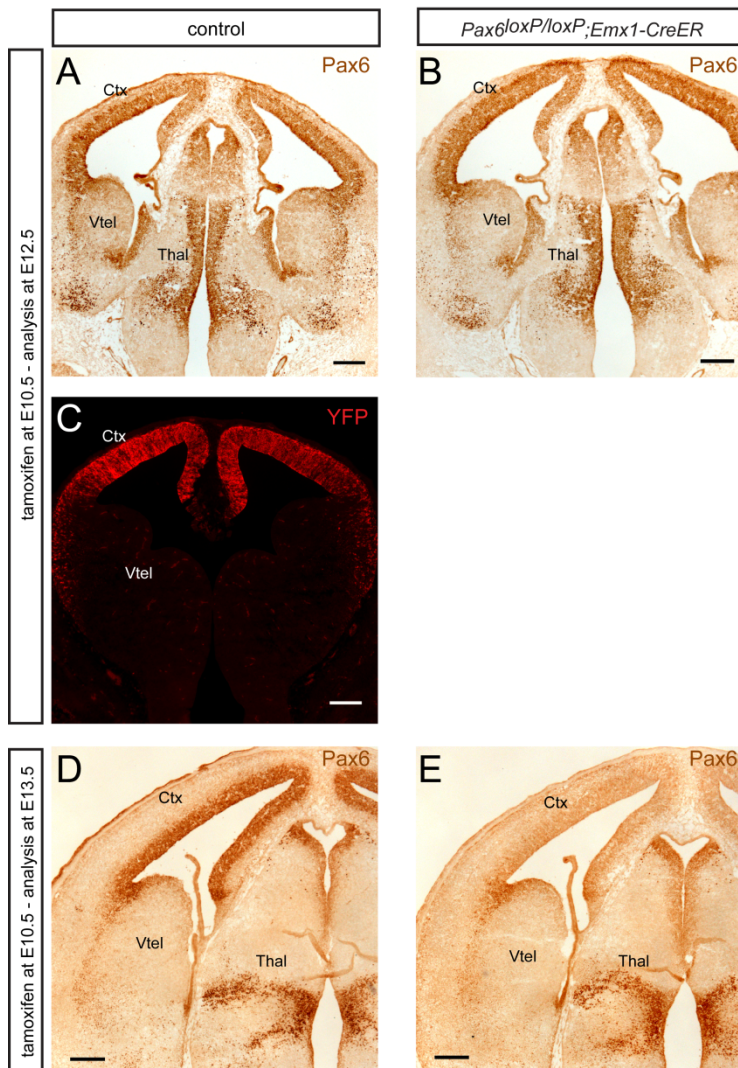 control
Pax6loxP/loxP;Emx1-CreER
tamoxifen at E10.5 - analysis at E12.5
A
Pax6
Ctx
Vtel
Thal
B
Pax6
Ctx
Vtel
Thal
C
YFP
Ctx
Vtel
tamoxifen at E10.5 - analysis at E13.5
D
Pax6
Ctx
Vtel
Thal
E
Pax6
Ctx
Vtel
Thal